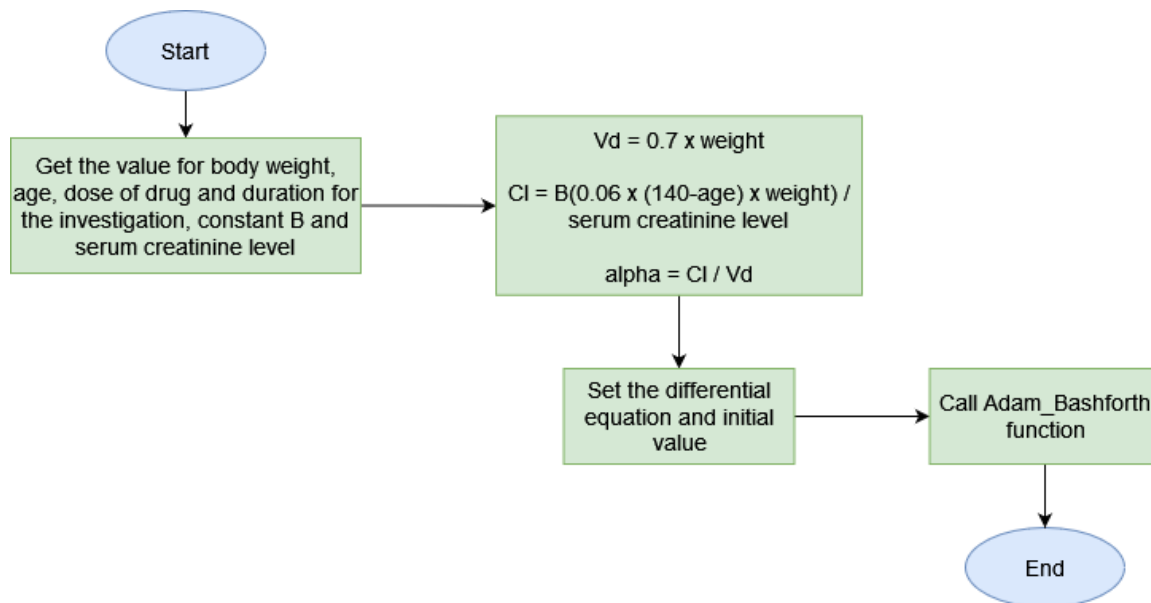 Start
Get the value for body weight,
age, dose of drug and duration for
the investigation, constant B and
serum creatinine level
Vd = 0.7 x weight
Cl = B(0.06 x (140-age) x weight) /
serum creatinine level
alpha = Cl / Vd
Set the differential
equation and initial
value
Call Adam_Bashforth
function
End